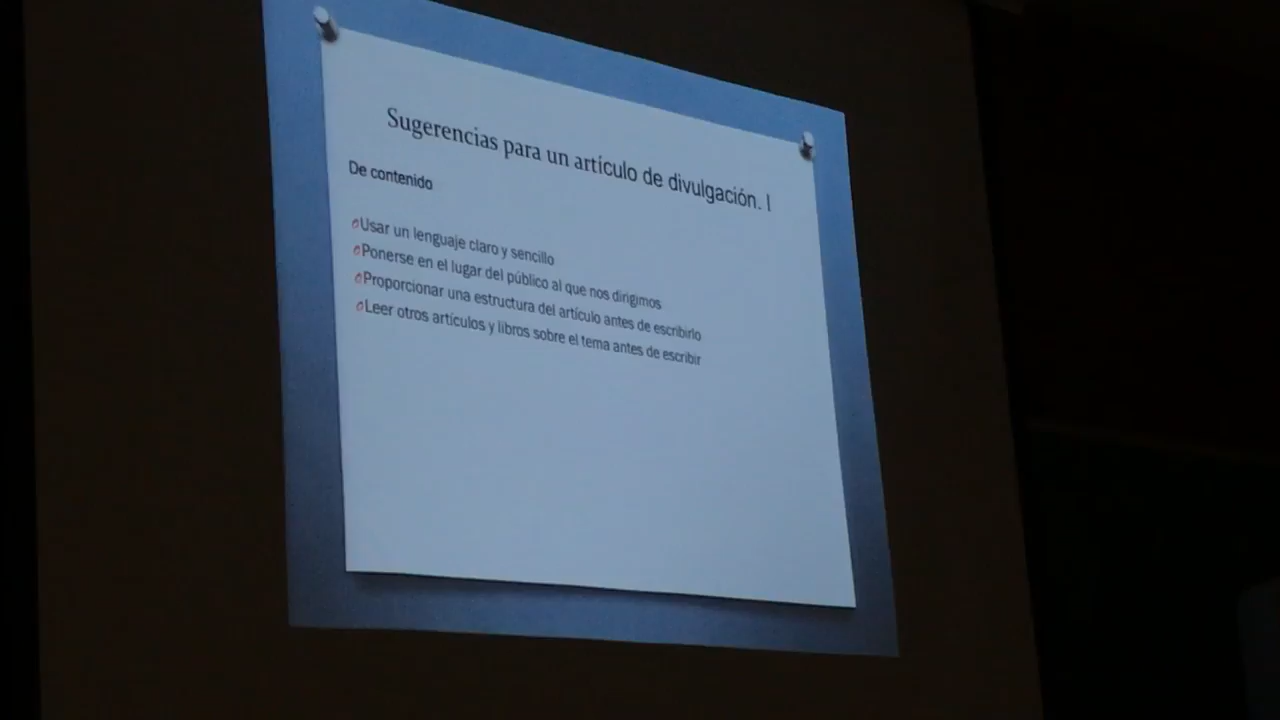 Sugerencias para un artículo de divulgación. I
De contenido
Usar un lenguaje claro y sencillo
Ponerse en el lugar del público al que nos dirigimos
Proporcionar una estructura del artículo antes de escribirlo
Leer otros artículos y libros sobre el tema antes de escribir